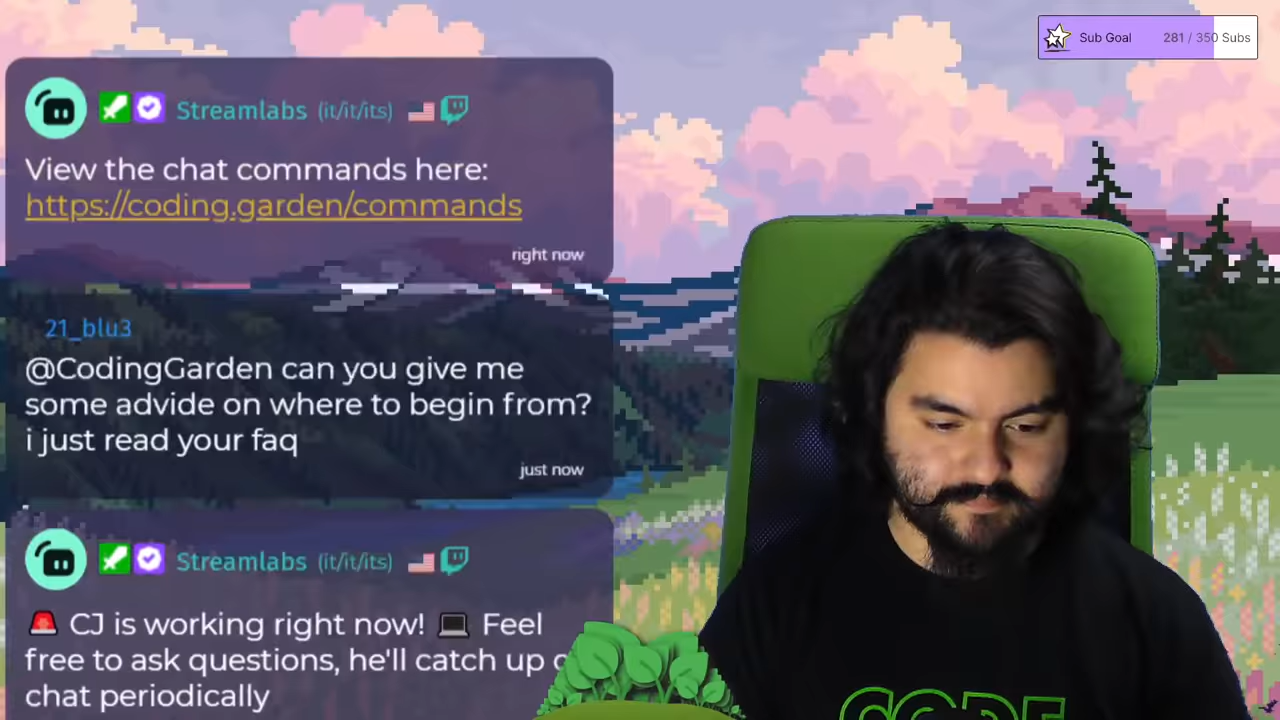 Sub Goal 281 / 350 Subs
Streamlabs (it/it/its)
View the chat commands here:
https://coding.garden/commands
right now
21_blu3
@CodingGarden can you give me
some advide on where to begin from?
i just read your faq
just now
Streamlabs (it/it/its)
🚨 CJ is working right now! 💻 Feel
free to ask questions, he'll catch up
chat periodically
CODE